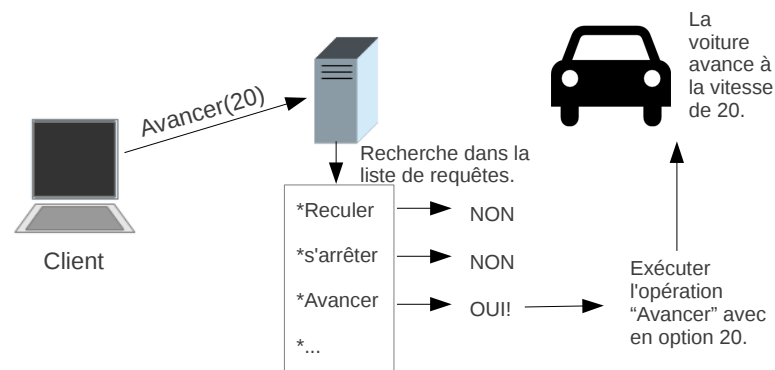 Avancer(20)
Client
Recherche dans la
liste de requêtes.
*Reculer
NON
*s'arrêter
NON
*Avancer
OUI!
*...
Exécuter
l'opération
“Avancer” avec
en option 20.
La
voiture
avance à
la vitesse
de 20.